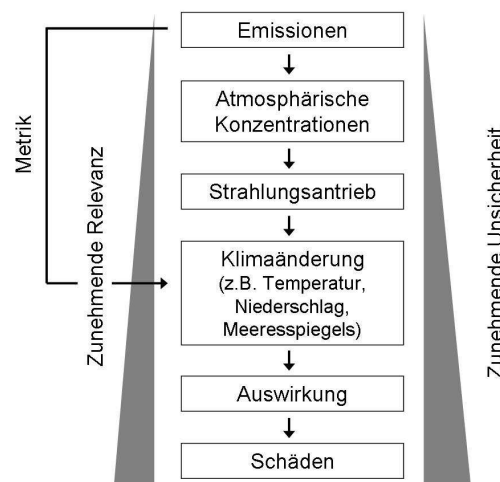 Emissionen
Atmosphärische
Konzentrationen
Strahlungsantrieb
Klimaänderung
(z.B. Temperatur,
Niederschlag,
Meeresspiegels)
Auswirkung
Schäden
Metrik
Zunehmende Relevanz
Zunehmende Unsicherheit